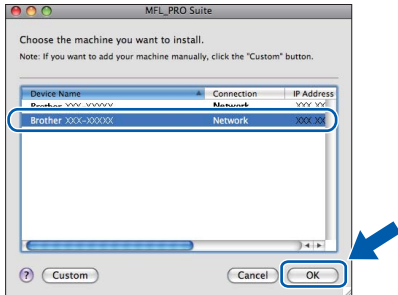 MFL_PRO Suite
Choose the machine you want to install.
Note: If you want to add your machine manually, click the "Custom" button.
Device Name Connection IP Address
Brother XXX-XXXXX Network XXX.XX
Brother XXX-XXXXX Network XXX.XX
? Custom Cancel OK